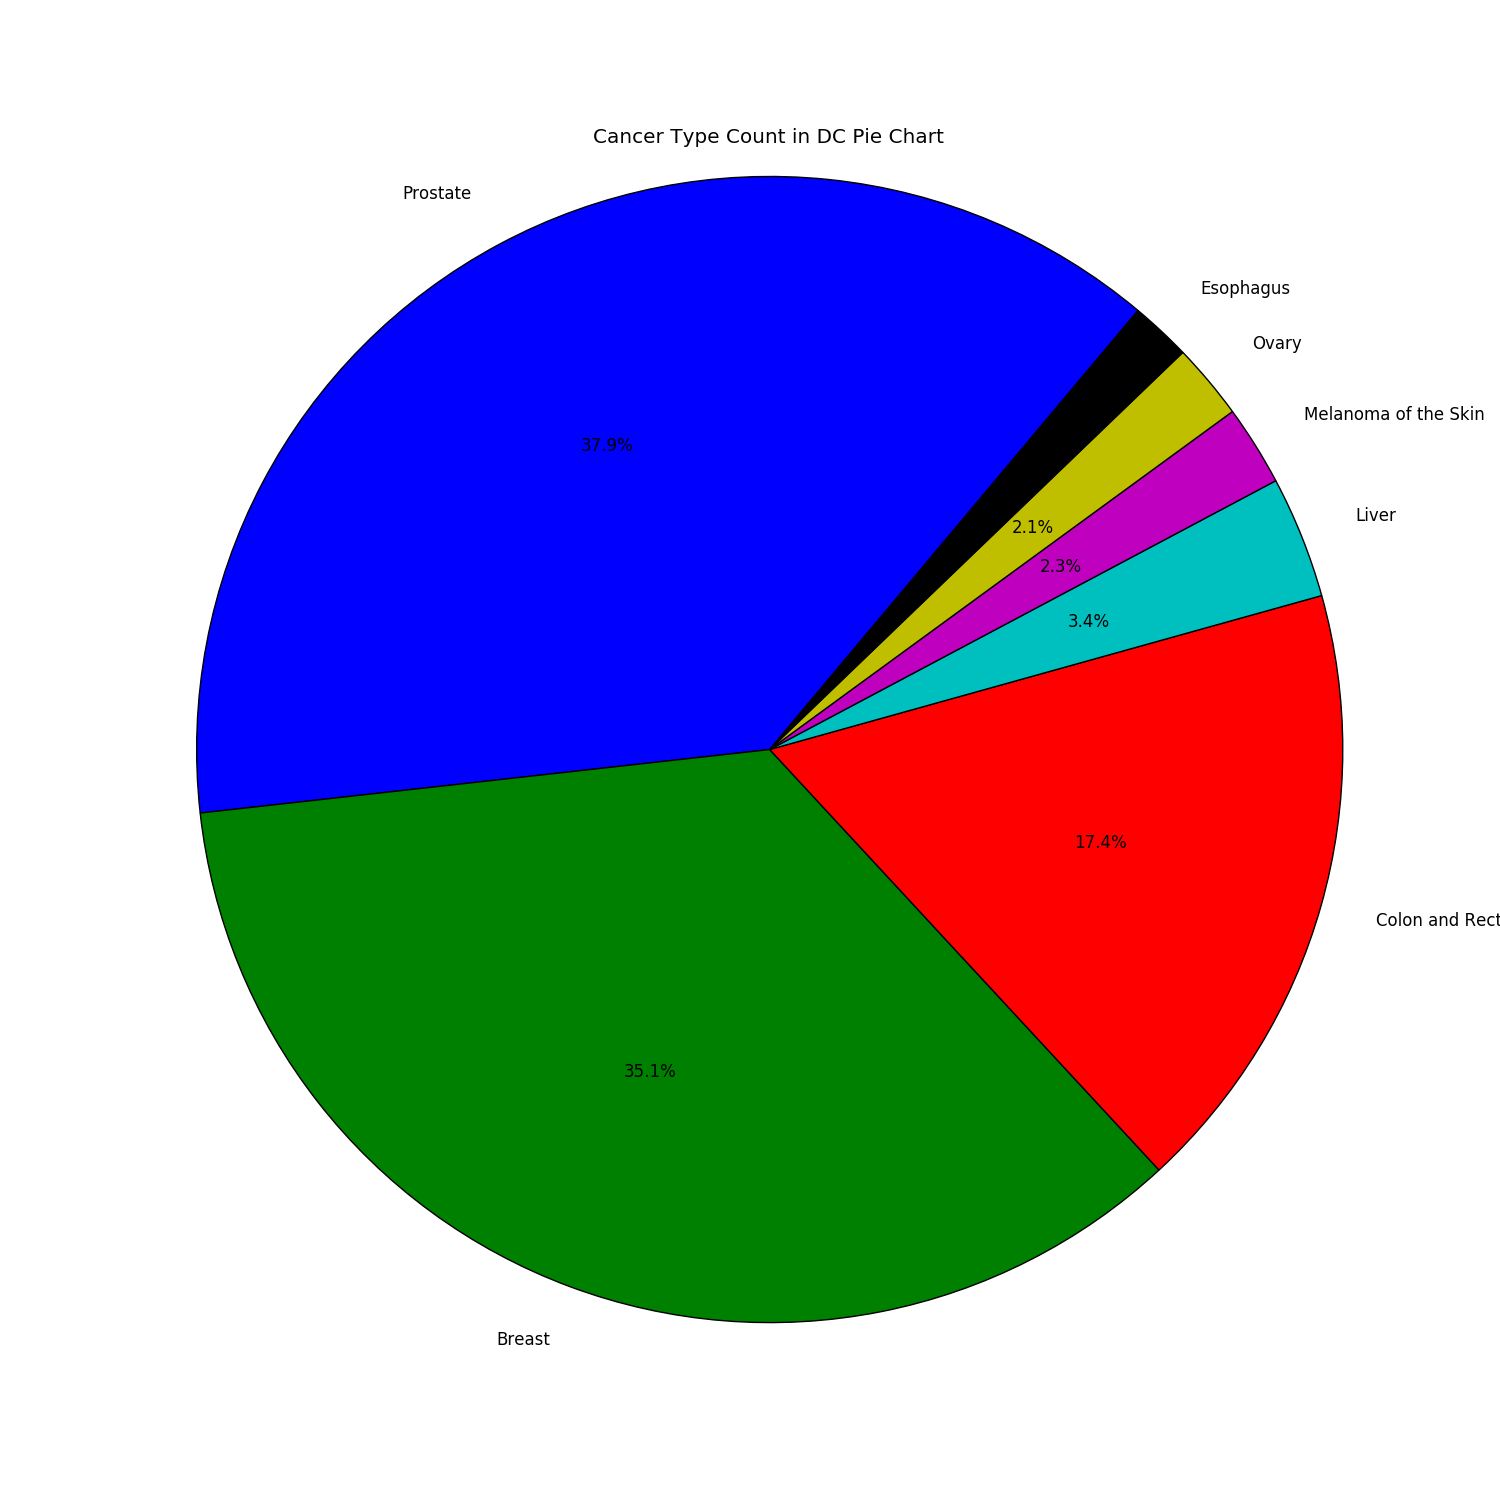 Cancer Type Count in DC Pie Chart
Prostate
Esophagus
Ovary
Melanoma of the Skin
Liver
37.9%
2.1%
2.3%
3.4%
17.4%
Colon and Rect
35.1%
Breast